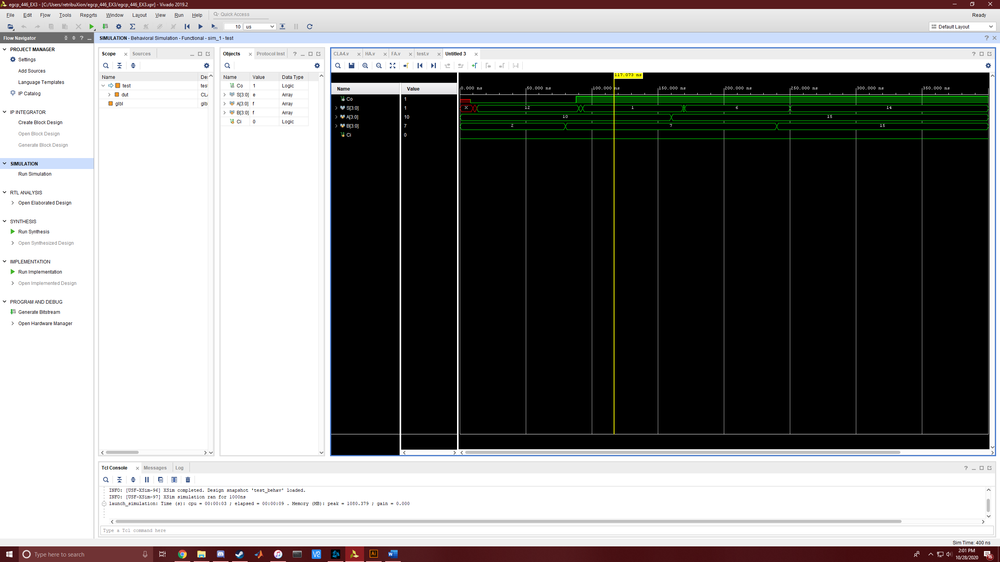 egcp_446_EX3 - [C:/Users/retribuXion/egcp_446_EX3/egcp_446_EX3.xpr] - Vivado 2019.2
File Edit Flow Tools Reports Window Layout View Run Help Quick Access Ready
10 us Default Layout
Flow Navigator
SIMULATION - Behavioral Simulation - Functional - sim_1 - test
PROJECT MANAGER
Settings
Add Sources
Language Templates
IP Catalog
IP INTEGRATOR
Create Block Design
Open Block Design
Generate Block Design
SIMULATION
Run Simulation
RTL ANALYSIS
Open Elaborated Design
SYNTHESIS
Run Synthesis
Open Synthesized Design
IMPLEMENTATION
Run Implementation
Open Implemented Design
PROGRAM AND DEBUG
Generate Bitstream
Open Hardware Manager
Scope Sources
Name
test
dut
glbl
Objects Protocol Inst
Name Value Data Type
Co 1 Logic
S[3:0] e Array
A[3:0] f Array
B[3:0] f Array
Ci 0 Logic
CLA4.v HA.v FA.v test.v Untitled 3
117.073 ns
0.000 ns 50.000 ns 100.000 ns 150.000 ns 200.000 ns 250.000 ns 300.000 ns 350.000 ns
Name Value
Co 1
S[3:0] 1 X 12 1 6 14
A[3:0] 10 10 15
B[3:0] 7 2 7 15
Ci 0
Tcl Console Messages Log
INFO: [USF-XSim-96] XSim completed. Design snapshot 'test_behav' loaded.
INFO: [USF-XSim-97] XSim simulation ran for 1000ns
launch_simulation: Time (s): cpu = 00:00:03 ; elapsed = 00:00:09 . Memory (MB): peak = 1080.379 ; gain = 0.000
Type a Tcl command here
Sim Time: 400 ns
Type here to search
2:01 PM
10/28/2020
16